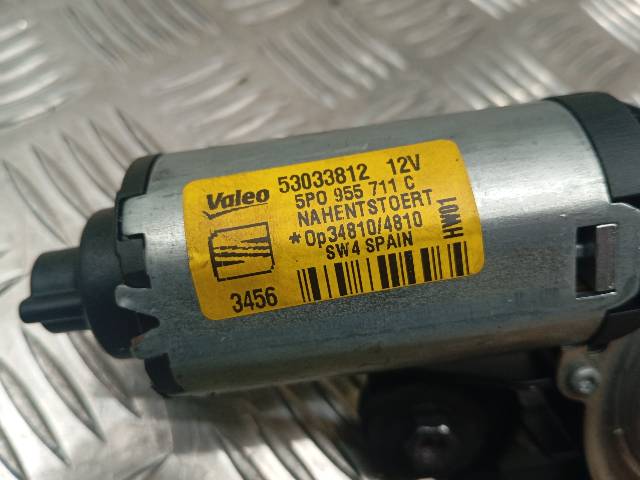 Valeo 53033812 12V
5P0 955 711 C
NAHENTSTOERT
*Op34810/4810
SW4 SPAIN
HW01
3456